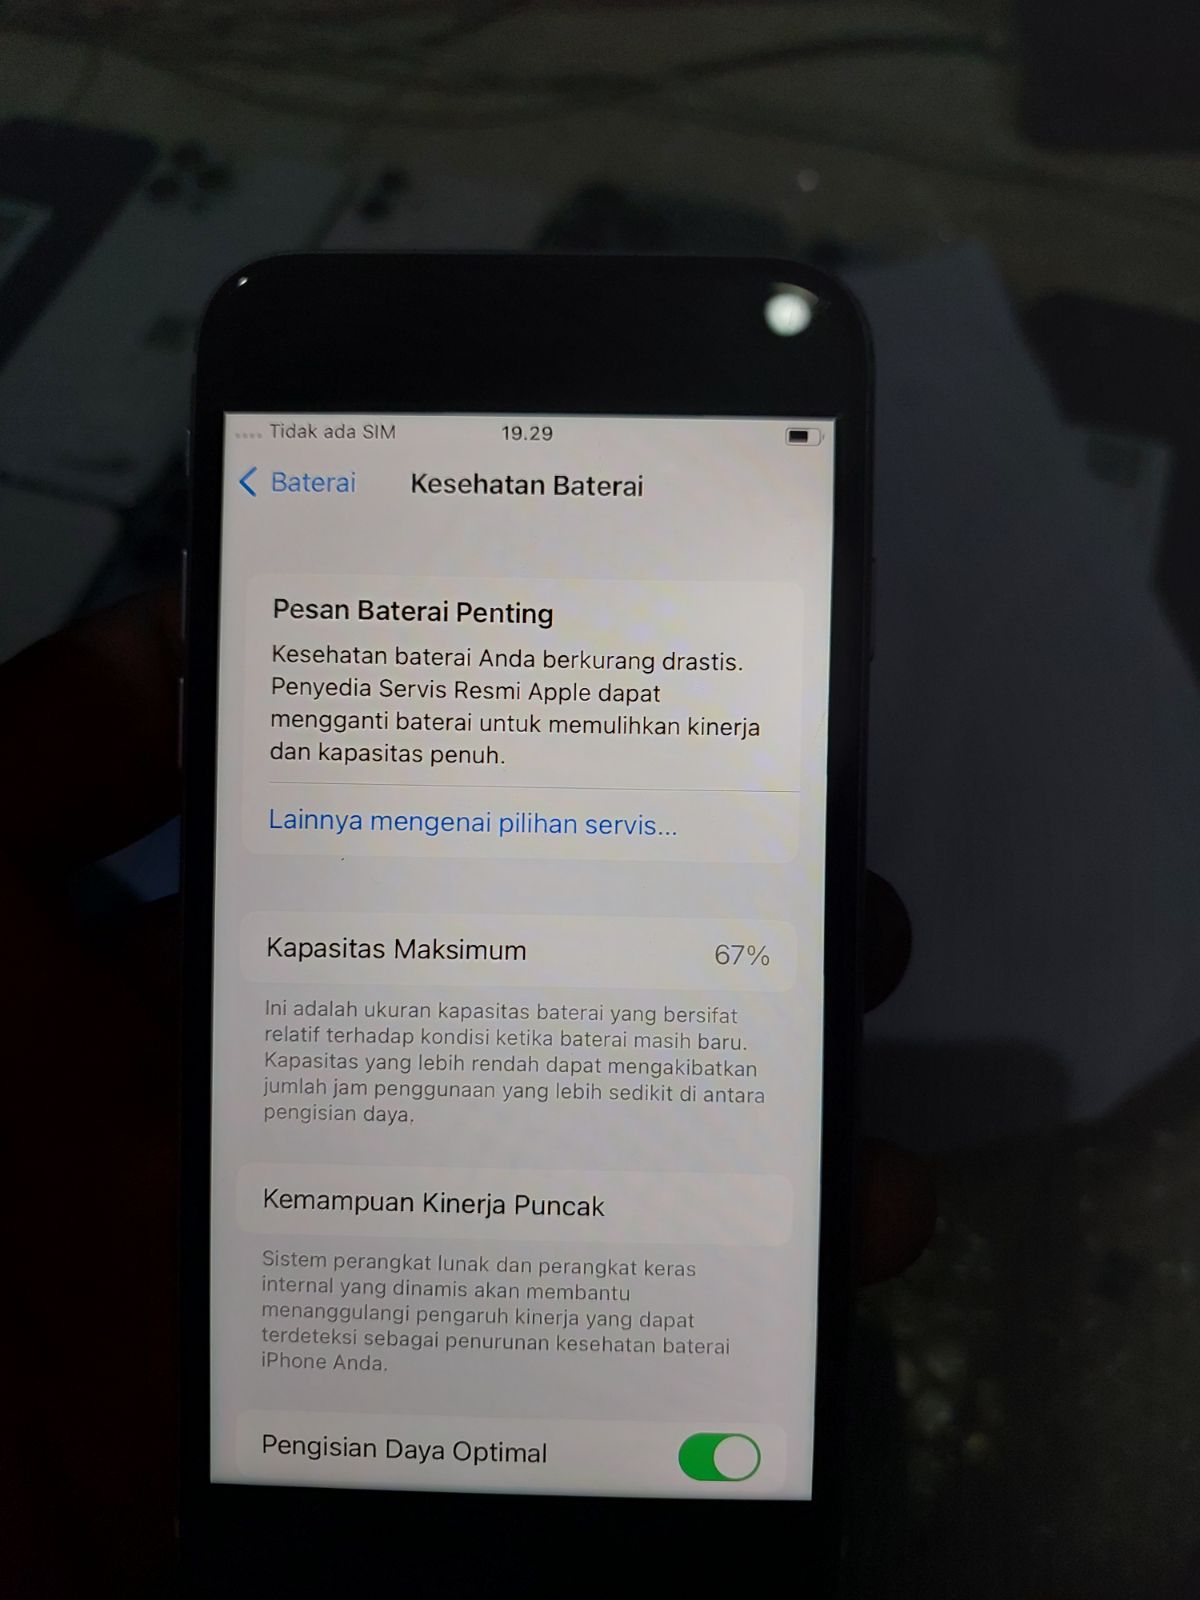 Tidak ada SIM 19.29
Baterai Kesehatan Baterai
Pesan Baterai Penting
Kesehatan baterai Anda berkurang drastis.
Penyedia Servis Resmi Apple dapat
mengganti baterai untuk memulihkan kinerja
dan kapasitas penuh.
Lainnya mengenai pilihan servis...
Kapasitas Maksimum 67%
Ini adalah ukuran kapasitas baterai yang bersifat
relatif terhadap kondisi ketika baterai masih baru.
Kapasitas yang lebih rendah dapat mengakibatkan
jumlah jam penggunaan yang lebih sedikit di antara
pengisian daya.
Kemampuan Kinerja Puncak
Sistem perangkat lunak dan perangkat keras
internal yang dinamis akan membantu
menanggulangi pengaruh kinerja yang dapat
terdeteksi sebagai penurunan kesehatan baterai
iPhone Anda.
Pengisian Daya Optimal